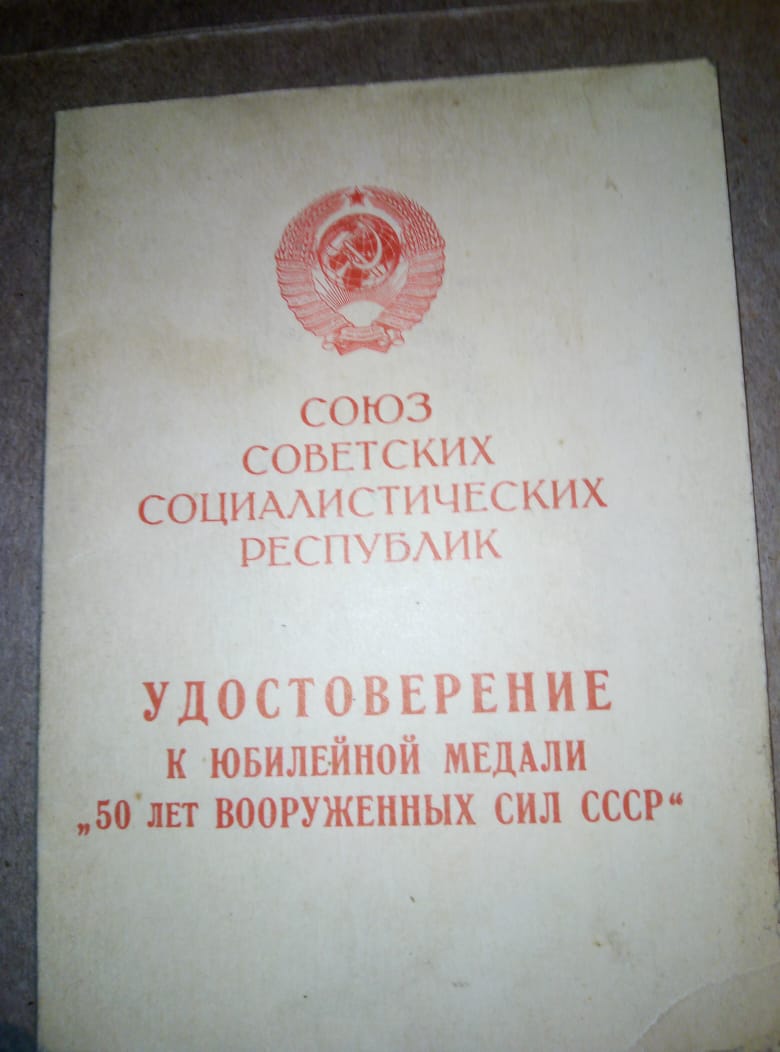 СОЮЗ
СОВЕТСКИХ
СОЦИАЛИСТИЧЕСКИХ
РЕСПУБЛИК
УДОСТОВЕРЕНИЕ
К ЮБИЛЕЙНОЙ МЕДАЛИ
„50 ЛЕТ ВООРУЖЕННЫХ СИЛ СССР“